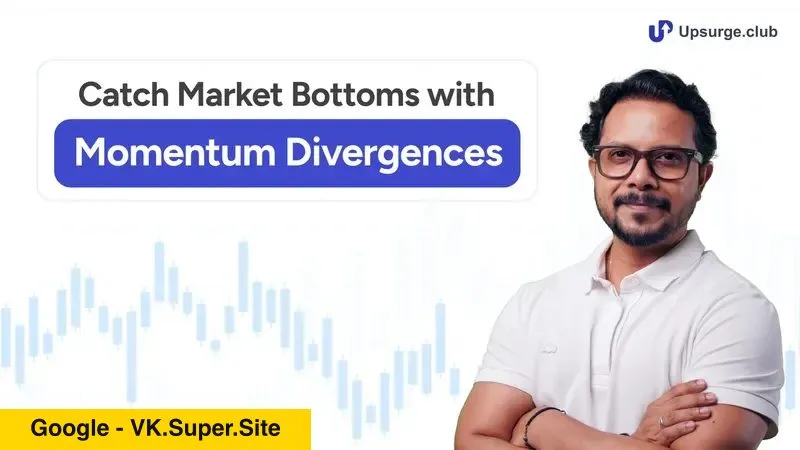 Upsurge.club
Catch Market Bottoms with
Momentum Divergences
Google - VK.Super.Site